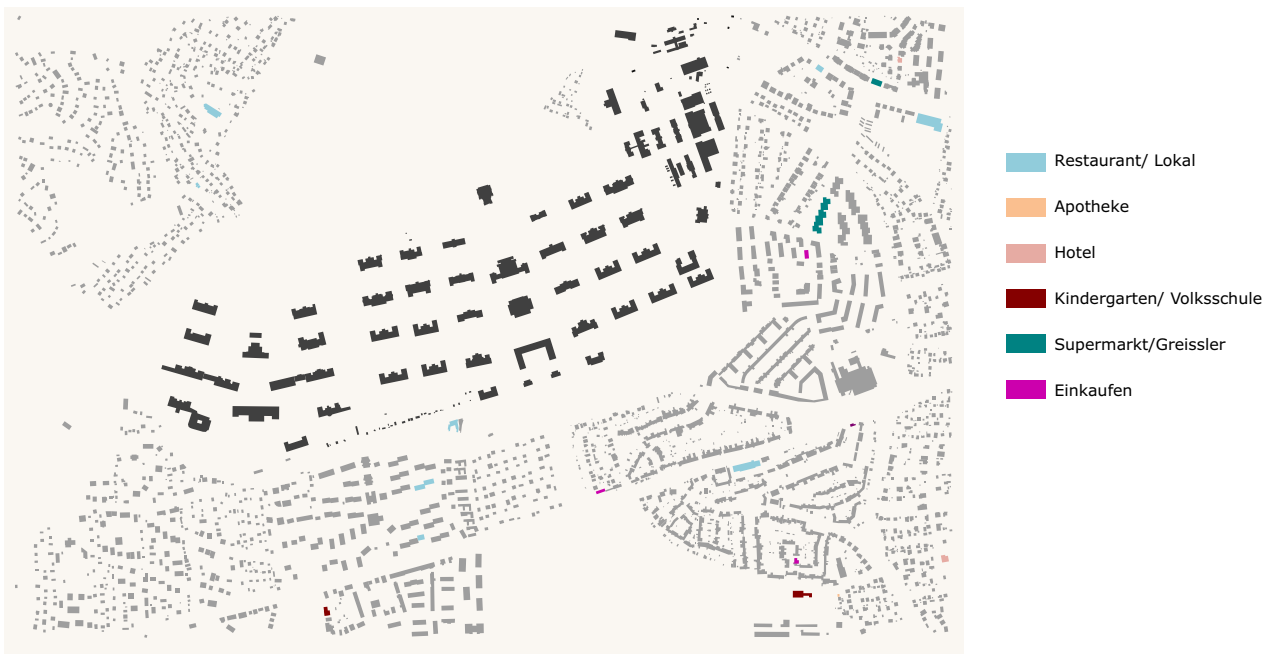 Restaurant/ Lokal
Apotheke
Hotel
Kindergarten/ Volksschule
Supermarkt/Greissler
Einkaufen